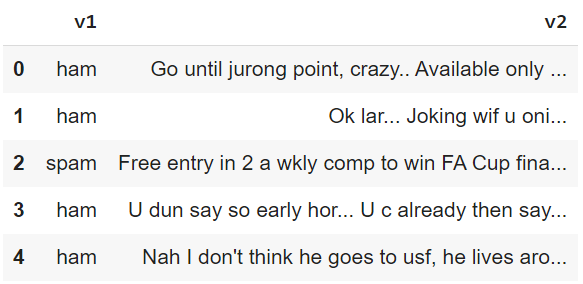 v1 v2
0 ham Go until jurong point, crazy.. Available only ...
1 ham Ok lar... Joking wif u oni...
2 spam Free entry in 2 a wkly comp to win FA Cup fina...
3 ham U dun say so early hor... U c already then say...
4 ham Nah I don't think he goes to usf, he lives aro...